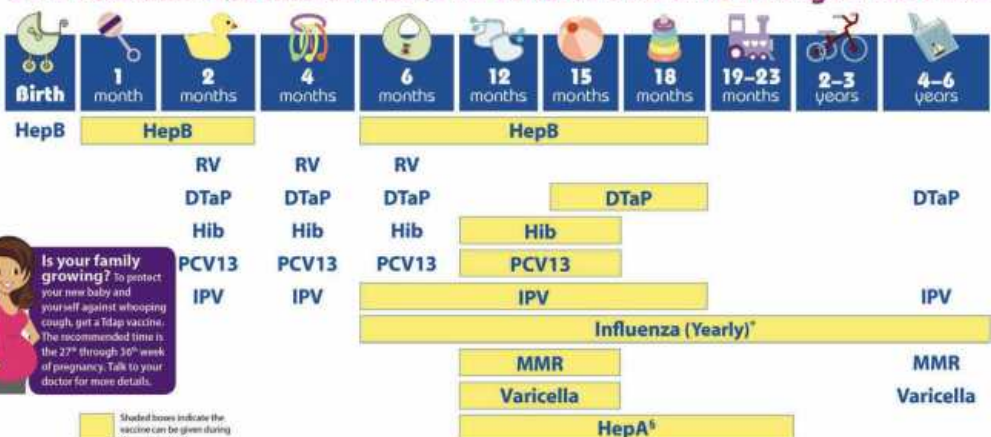 Birth
1 month
2 months
4 months
6 months
12 months
15 months
18 months
19–23 months
2–3 years
4–6 years
HepB HepB HepB
RV RV RV
DTaP DTaP DTaP DTaP DTaP
Hib Hib Hib Hib
PCV13 PCV13 PCV13 PCV13
IPV IPV IPV IPV
Influenza (Yearly)*
MMR MMR
Varicella Varicella
HepA§
Is your family
growing? To protect
your new baby and
yourself against whooping
cough, get a Tdap vaccine.
The recommended time is
the 27th through 36th week
of pregnancy. Talk to your
doctor for more details.
Shaded boxes indicate the
vaccine can be given during